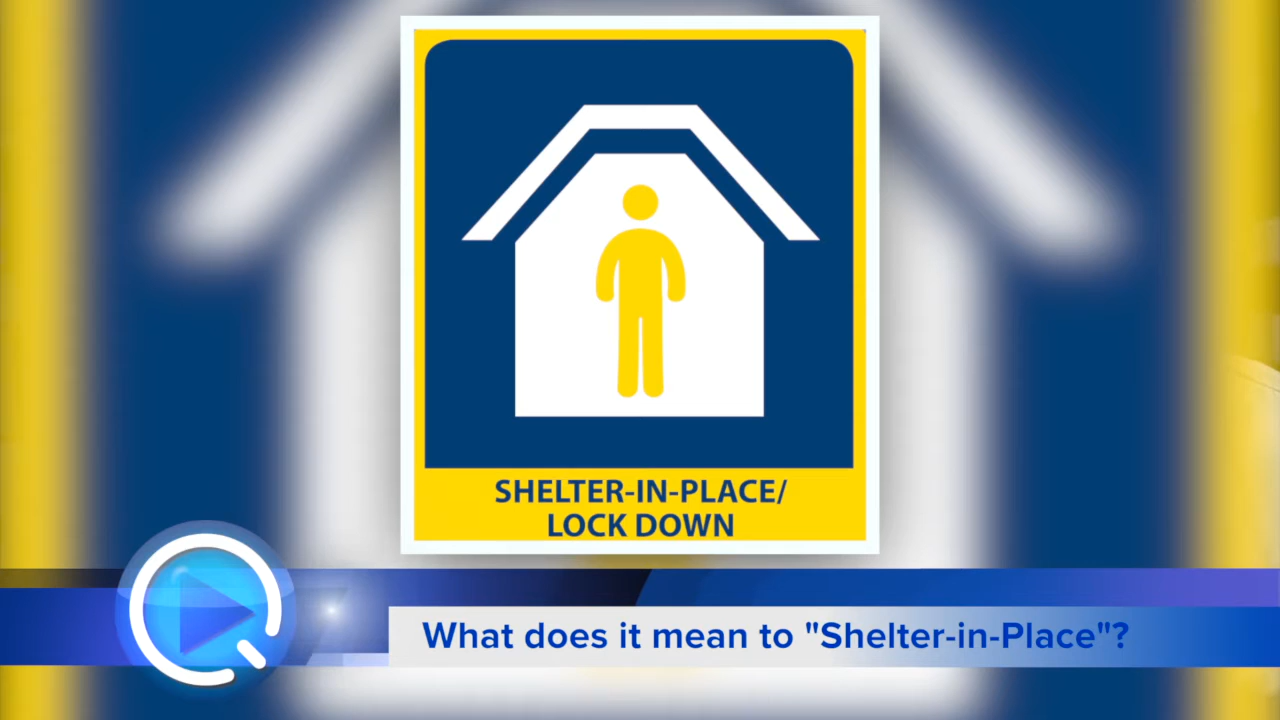 SHELTER-IN-PLACE/
LOCK DOWN
What does it mean to "Shelter-in-Place"?